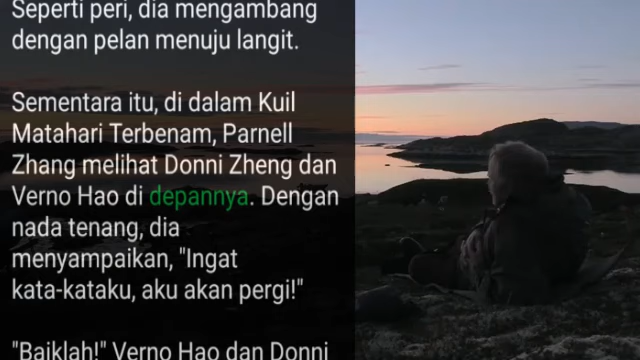 Seperti peri, dia mengambang
dengan pelan menuju langit.
Sementara itu, di dalam Kuil
Matahari Terbenam, Parnell
Zhang melihat Donni Zheng dan
Verno Hao di depannya. Dengan
nada tenang, dia
menyampaikan, "Ingat
kata-kataku, aku akan pergi!"
"Baiklah!" Verno Hao dan Donni